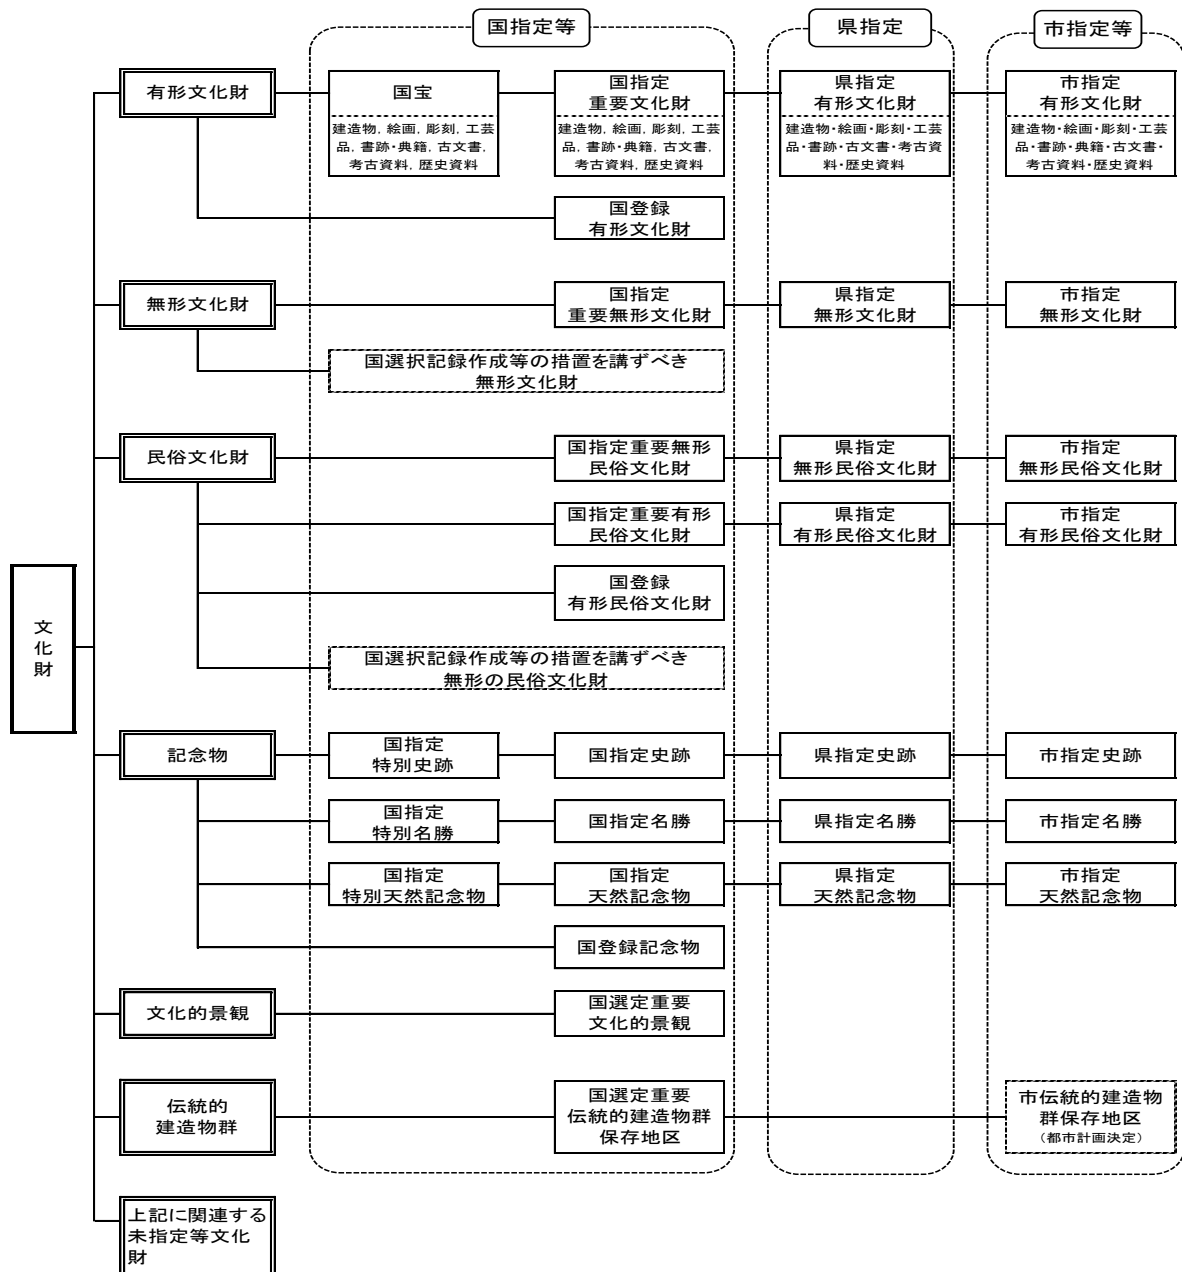 国指定等
県指定
市指定等
有形文化財
国宝
建造物, 絵画, 彫刻, 工芸
品, 書跡・典籍, 古文書,
考古資料, 歴史資料
国指定
重要文化財
建造物, 絵画, 彫刻, 工芸
品, 書跡・典籍, 古文書,
考古資料, 歴史資料
県指定
有形文化財
建造物・絵画・彫刻・工芸
品・書跡・古文書・考古資
料・歴史資料
市指定
有形文化財
建造物・絵画・彫刻・工芸
品・書跡・典籍・古文書・
考古資料・歴史資料
国登録
有形文化財
無形文化財
国指定
重要無形文化財
県指定
無形文化財
市指定
無形文化財
国選択記録作成等の措置を講ずべき
無形文化財
民俗文化財
国指定重要無形
民俗文化財
県指定
無形民俗文化財
市指定
無形民俗文化財
国指定重要有形
民俗文化財
県指定
有形民俗文化財
市指定
有形民俗文化財
国登録
有形民俗文化財
文化財
国選択記録作成等の措置を講ずべき
無形の民俗文化財
記念物
国指定
特別史跡
国指定史跡
県指定史跡
市指定史跡
国指定
特別名勝
国指定名勝
県指定名勝
市指定名勝
国指定
特別天然記念物
国指定
天然記念物
県指定
天然記念物
市指定
天然記念物
国登録記念物
文化的景観
国選定重要
文化的景観
伝統的
建造物群
国選定重要
伝統的建造物群
保存地区
市伝統的建造物
群保存地区
(都市計画決定)
上記に関連する
未指定等文化
財